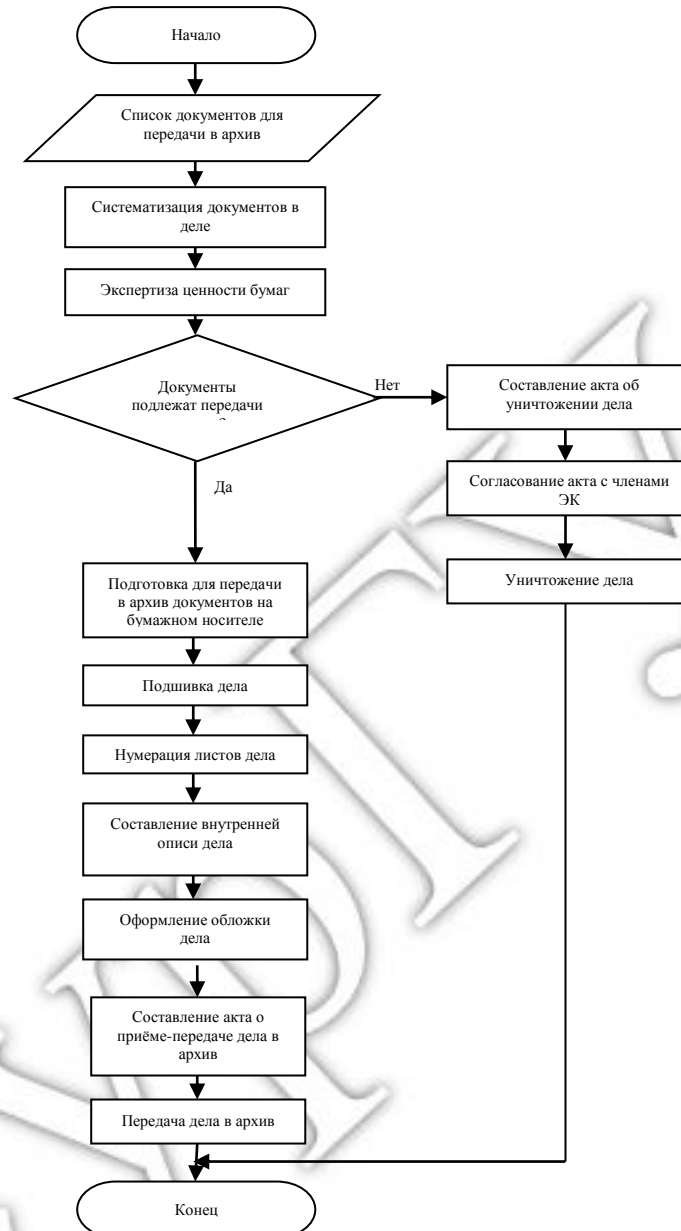 Начало
Список документов для
передачи в архив
Систематизация документов в
деле
Экспертиза ценности бумаг
Документы
подлежат передачи
Нет
Составление акта об
уничтожении дела
Согласование акта с членами
ЭК
Уничтожение дела
Да
Подготовка для передачи
в архив документов на
бумажном носителе
Подшивка дела
Нумерация листов дела
Составление внутренней
описи дела
Оформление обложки
дела
Составление акта о
приёме-передаче дела в
архив
Передача дела в архив
Конец